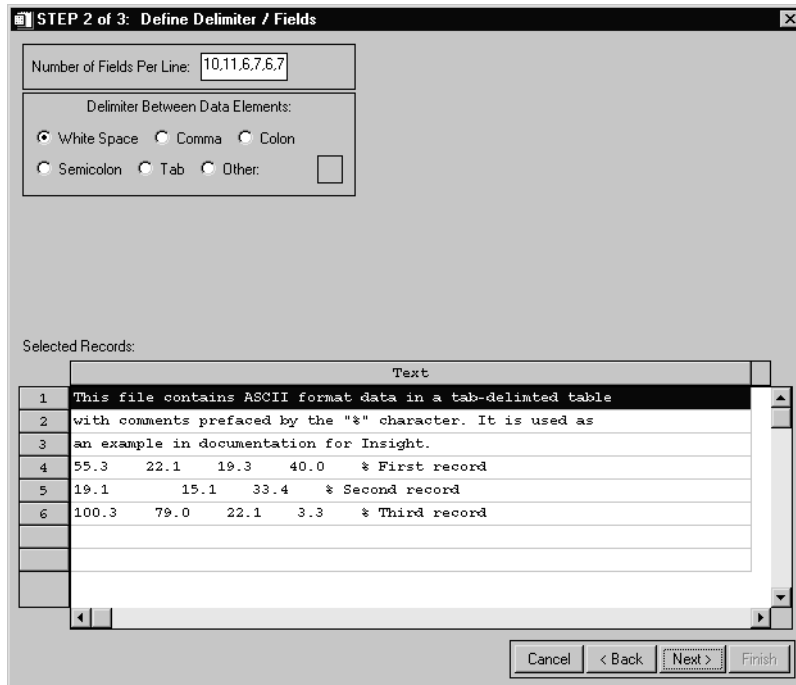 STEP 2 of 3: Define Delimiter / Fields
Number of Fields Per Line: 10,11,6,7,6,7
Delimiter Between Data Elements:
White Space Comma Colon
Semicolon Tab Other:
Selected Records:
Text
1 This file contains ASCII format data in a tab-delimted table
2 with comments prefaced by the "%" character. It is used as
3 an example in documentation for Insight.
4 55.3 22.1 19.3 40.0 % First record
5 19.1 15.1 33.4 % Second record
6 100.3 79.0 22.1 3.3 % Third record
Cancel < Back Next > Finish